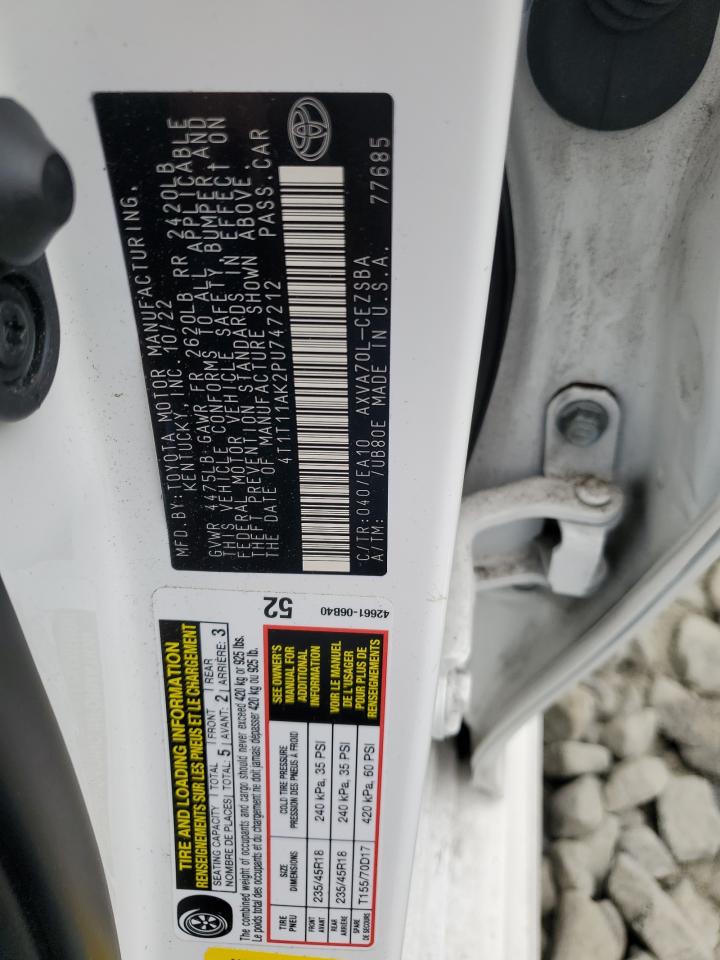 MFD. BY: TOYOTA MOTOR MANUFACTURING,
KENTUCKY, INC. 10/22
GVWR 4475LB GAWR FR 2620LB RR 2420LB
THIS VEHICLE CONFORMS TO ALL APPLICABLE
FEDERAL MOTOR VEHICLE SAFETY, BUMPER, AND
THEFT PREVENTION STANDARDS IN EFFECT ON
THE DATE OF MANUFACTURE SHOWN ABOVE.
4T1T11AK2PU747212 PASS.CAR
C/TR:040/EA10 AXVA70L-CEZSBA 77685
A/TM: 70B80E MADE IN U.S.A.
TIRE AND LOADING INFORMATION
RENSEIGNEMENTS SUR LES PNEUS ET LE CHARGEMENT
SEATING CAPACITY TOTAL FRONT REAR
NOMBRE DE PLACES TOTAL: 5 AVANT: 2 ARRIÈRE: 3
The combined weight of occupants and cargo should never exceed 420 kg or 925 lbs.
Le poids total des occupants et du chargement ne doit jamais dépasser 420 kg ou 925 lb.
52
42661-06B40
TIRE SIZE COLD TIRE PRESSURE
PNEU DIMENSIONS PRESSION DES PNEUS À FROID
FRONT
AVANT 235/45R18 240 kPa, 35 PSI
REAR
ARRIÈRE 235/45R18 240 kPa, 35 PSI
SPARE
DE SECOURS T155/70D17 420 kPa, 60 PSI
SEE OWNER'S
MANUAL FOR
ADDITIONAL
INFORMATION
VOIR LE MANUEL
DE L'USAGER
POUR PLUS DE
RENSEIGNEMENTS